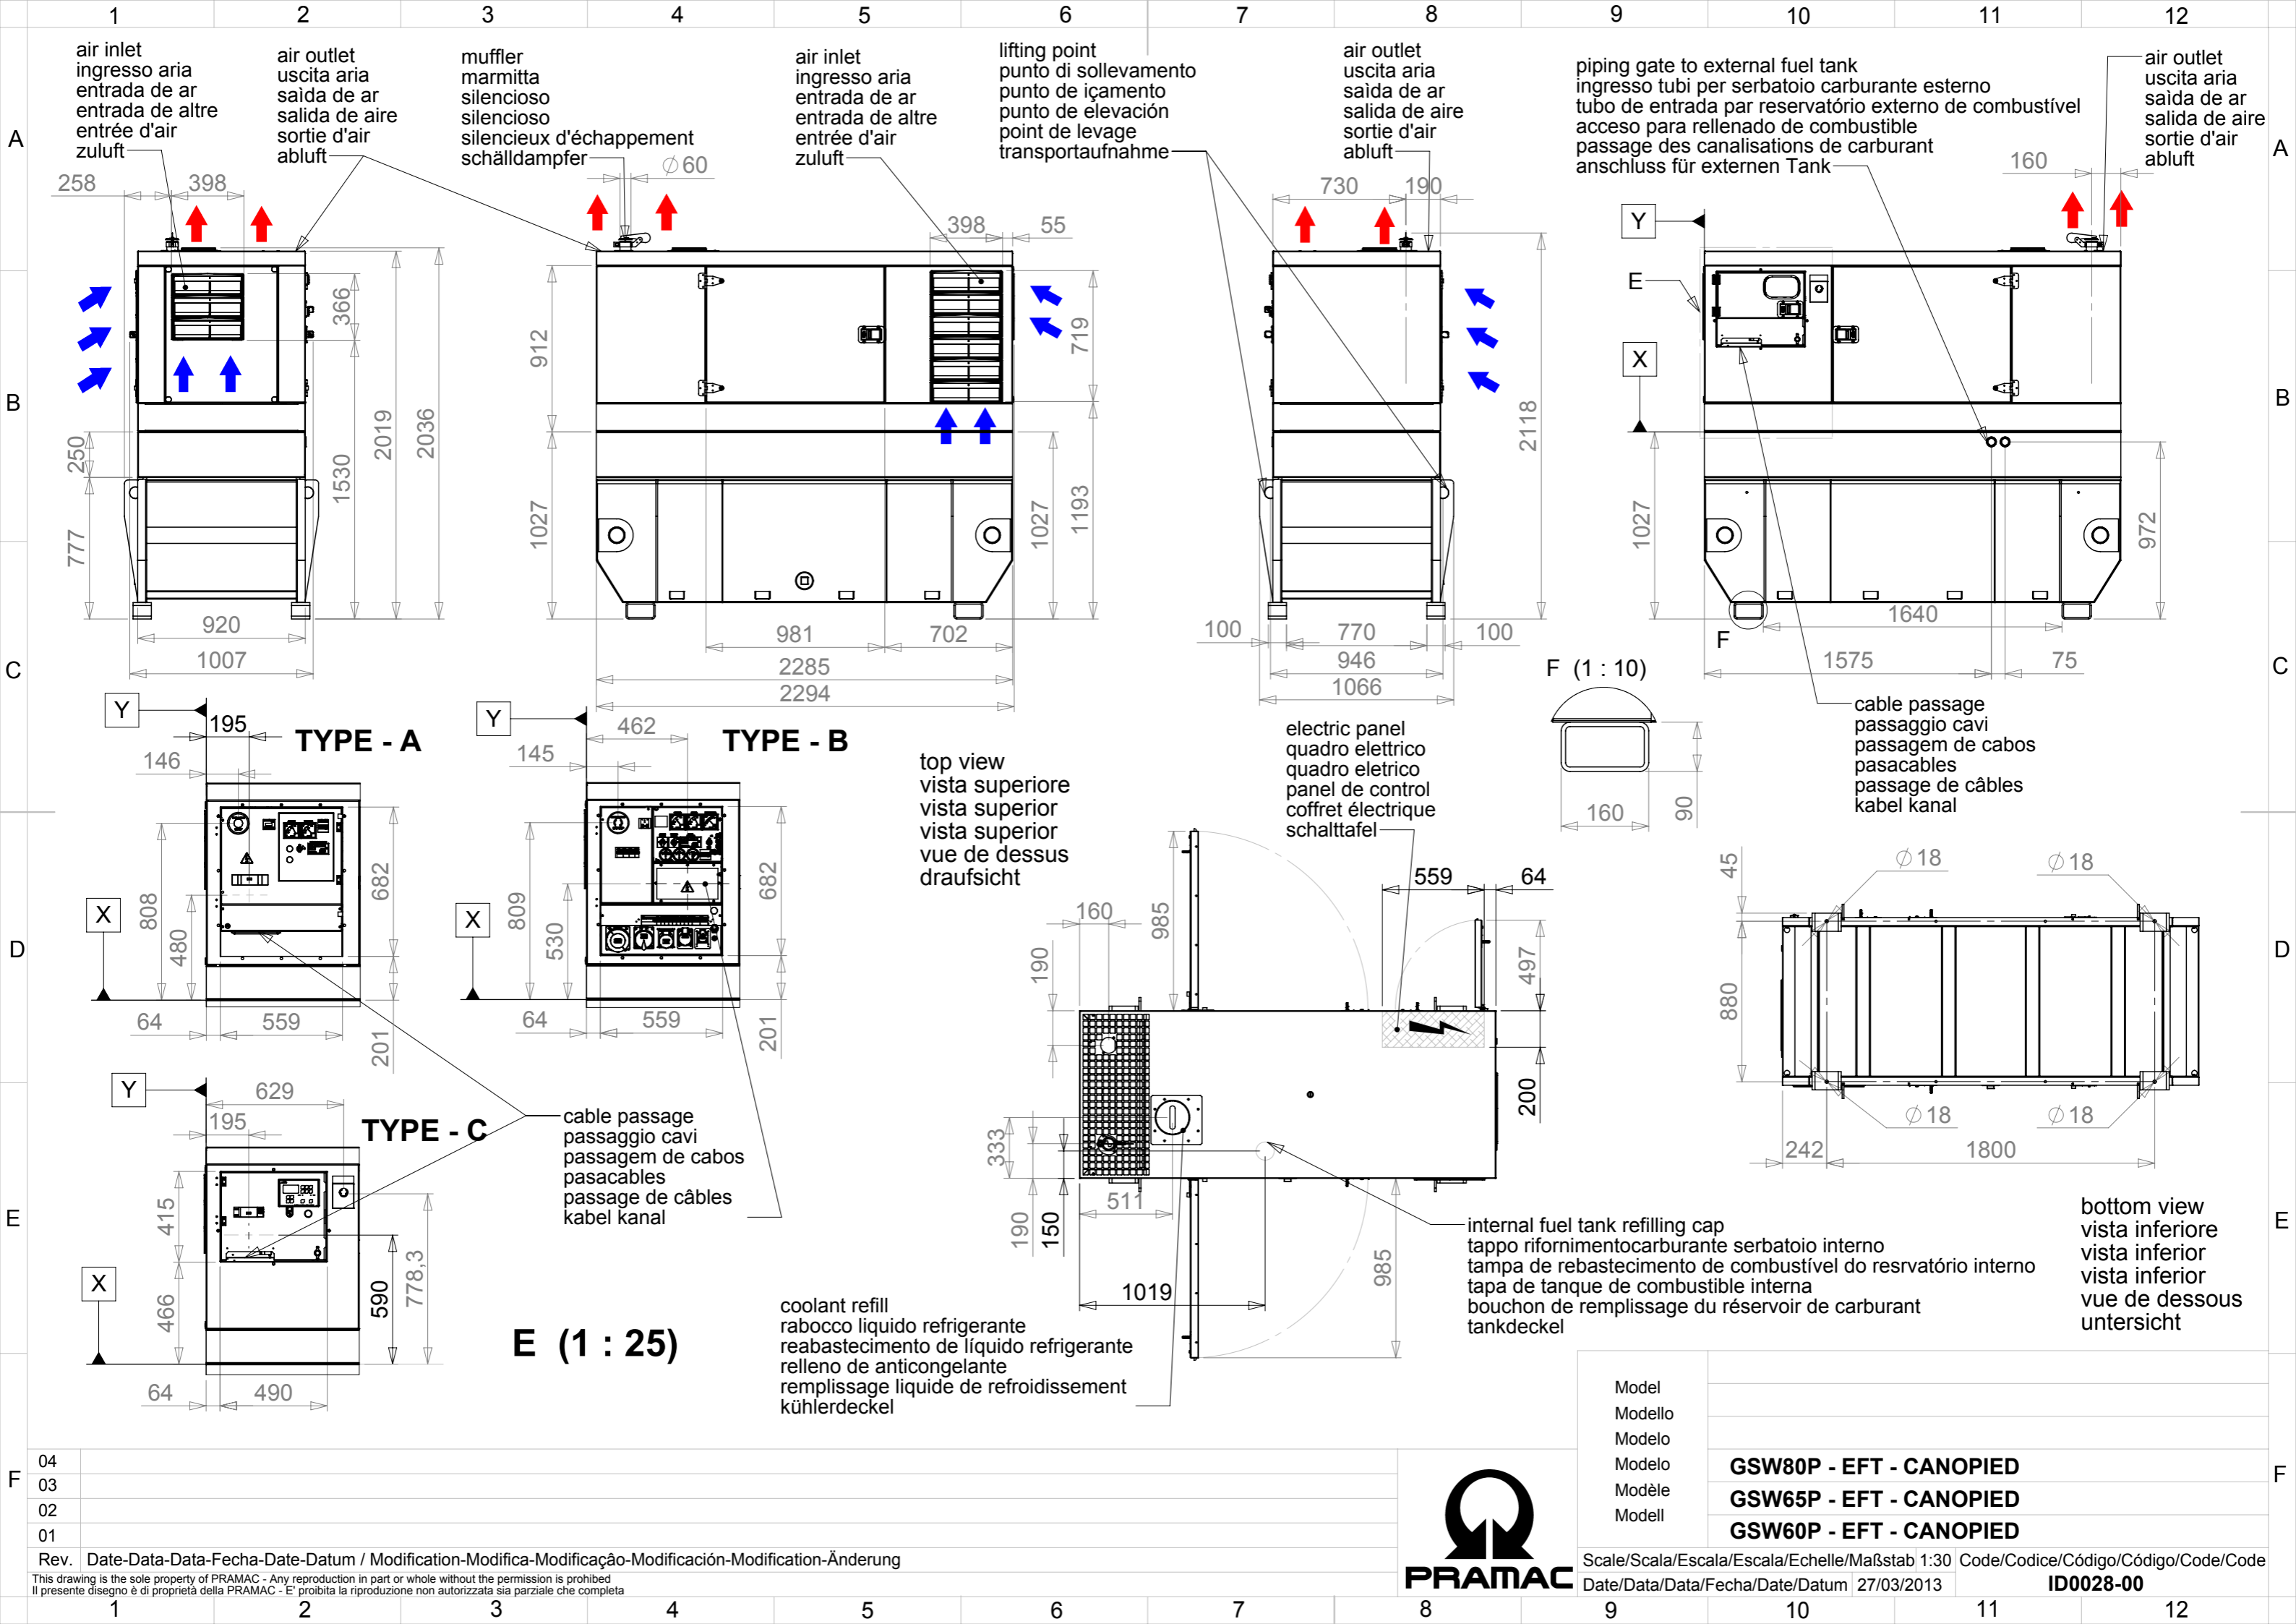 1 2 3 4 5 6 7 8 9 10 11 12
A
B
C
D
E
F
A
B
C
D
E
F
air inlet
ingresso aria
entrada de ar
entrada de altre
entrée d'air
zuluft
air outlet
uscita aria
saìda de ar
salida de aire
sortie d'air
abluft
muffler
marmitta
silencioso
silencioso
silencieux d'échappement
schälldampfer
air inlet
ingresso aria
entrada de ar
entrada de altre
entrée d'air
zuluft
lifting point
punto di sollevamento
punto de içamento
punto de elevación
point de levage
transportaufnahme
air outlet
uscita aria
saìda de ar
salida de aire
sortie d'air
abluft
piping gate to external fuel tank
ingresso tubi per serbatoio carburante esterno
tubo de entrada par reservatório externo de combustível
acceso para rellenado de combustible
passage des canalisations de carburant
anschluss für externen Tank
air outlet
uscita aria
saìda de ar
salida de aire
sortie d'air
abluft
258
398
366
2019
2036
1530
250
777
920
1007
∅ 60
398
55
912
719
1027
1027
1193
981
702
2285
2294
730
190
2118
100
770
100
946
1066
160
Y
E
X
1027
972
1640
F
1575
75
F (1 : 10)
160
90
cable passage
passaggio cavi
passagem de cabos
pasacables
passage de câbles
kabel kanal
Y
195
TYPE - A
146
X
808
480
682
64
559
201
Y
462
TYPE - B
145
X
809
530
682
64
559
201
top view
vista superiore
vista superior
vista superior
vue de dessus
draufsicht
electric panel
quadro elettrico
quadro eletrico
panel de control
coffret électrique
schalttafel
559
64
160
985
190
497
200
333
190
150
511
1019
985
45
∅ 18
∅ 18
880
∅ 18
∅ 18
242
1800
Y
629
195
TYPE - C
415
466
X
590
778,3
64
490
cable passage
passaggio cavi
passagem de cabos
pasacables
passage de câbles
kabel kanal
E (1 : 25)
coolant refill
rabocco liquido refrigerante
reabastecimento de líquido refrigerante
relleno de anticongelante
remplissage liquide de refroidissement
kühlerdeckel
internal fuel tank refilling cap
tappo rifornimentocarburante serbatoio interno
tampa de rebastecimento de combustível do resrvatório interno
tapa de tanque de combustible interna
bouchon de remplissage du réservoir de carburant
tankdeckel
bottom view
vista inferiore
vista inferior
vista inferior
vue de dessous
untersicht
04
03
02
01
Rev. Date-Data-Data-Fecha-Date-Datum / Modification-Modifica-Modificação-Modificación-Modification-Änderung
This drawing is the sole property of PRAMAC - Any reproduction in part or whole without the permission is prohibed
Il presente disegno è di proprietà della PRAMAC - E' proibita la riproduzione non autorizzata sia parziale che completa
PRAMAC
Model
Modello
Modelo
Modelo
Modèle
Modell
GSW80P - EFT - CANOPIED
GSW65P - EFT - CANOPIED
GSW60P - EFT - CANOPIED
Scale/Scala/Escala/Escala/Echelle/Maßstab 1:30
Code/Codice/Código/Código/Code/Code
Date/Data/Data/Fecha/Date/Datum 27/03/2013
ID0028-00
1 2 3 4 5 6 7 8 9 10 11 12